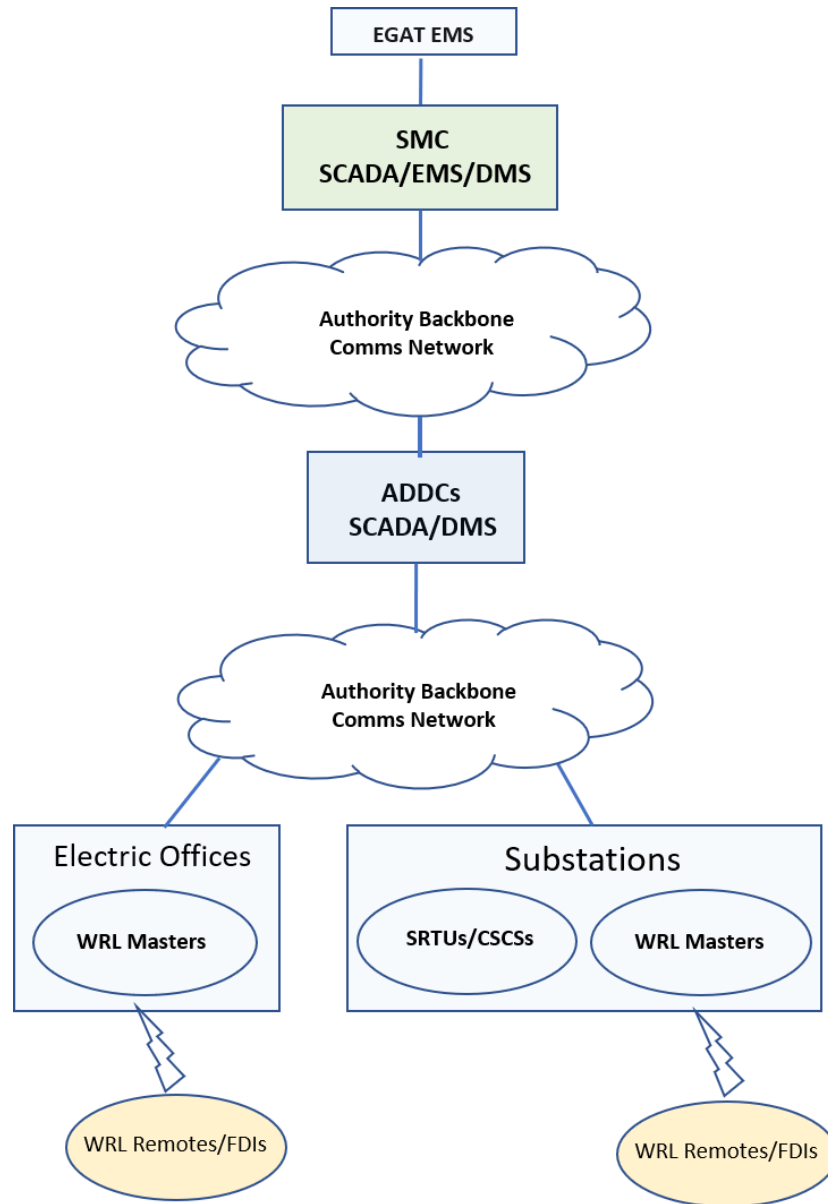 EGAT EMS
SMC
SCADA/EMS/DMS
Authority Backbone
Comms Network
ADDCs
SCADA/DMS
Authority Backbone
Comms Network
Electric Offices
WRL Masters
Substations
SRTUs/CSCSs
WRL Masters
WRL Remotes/FDIs
WRL Remotes/FDIs